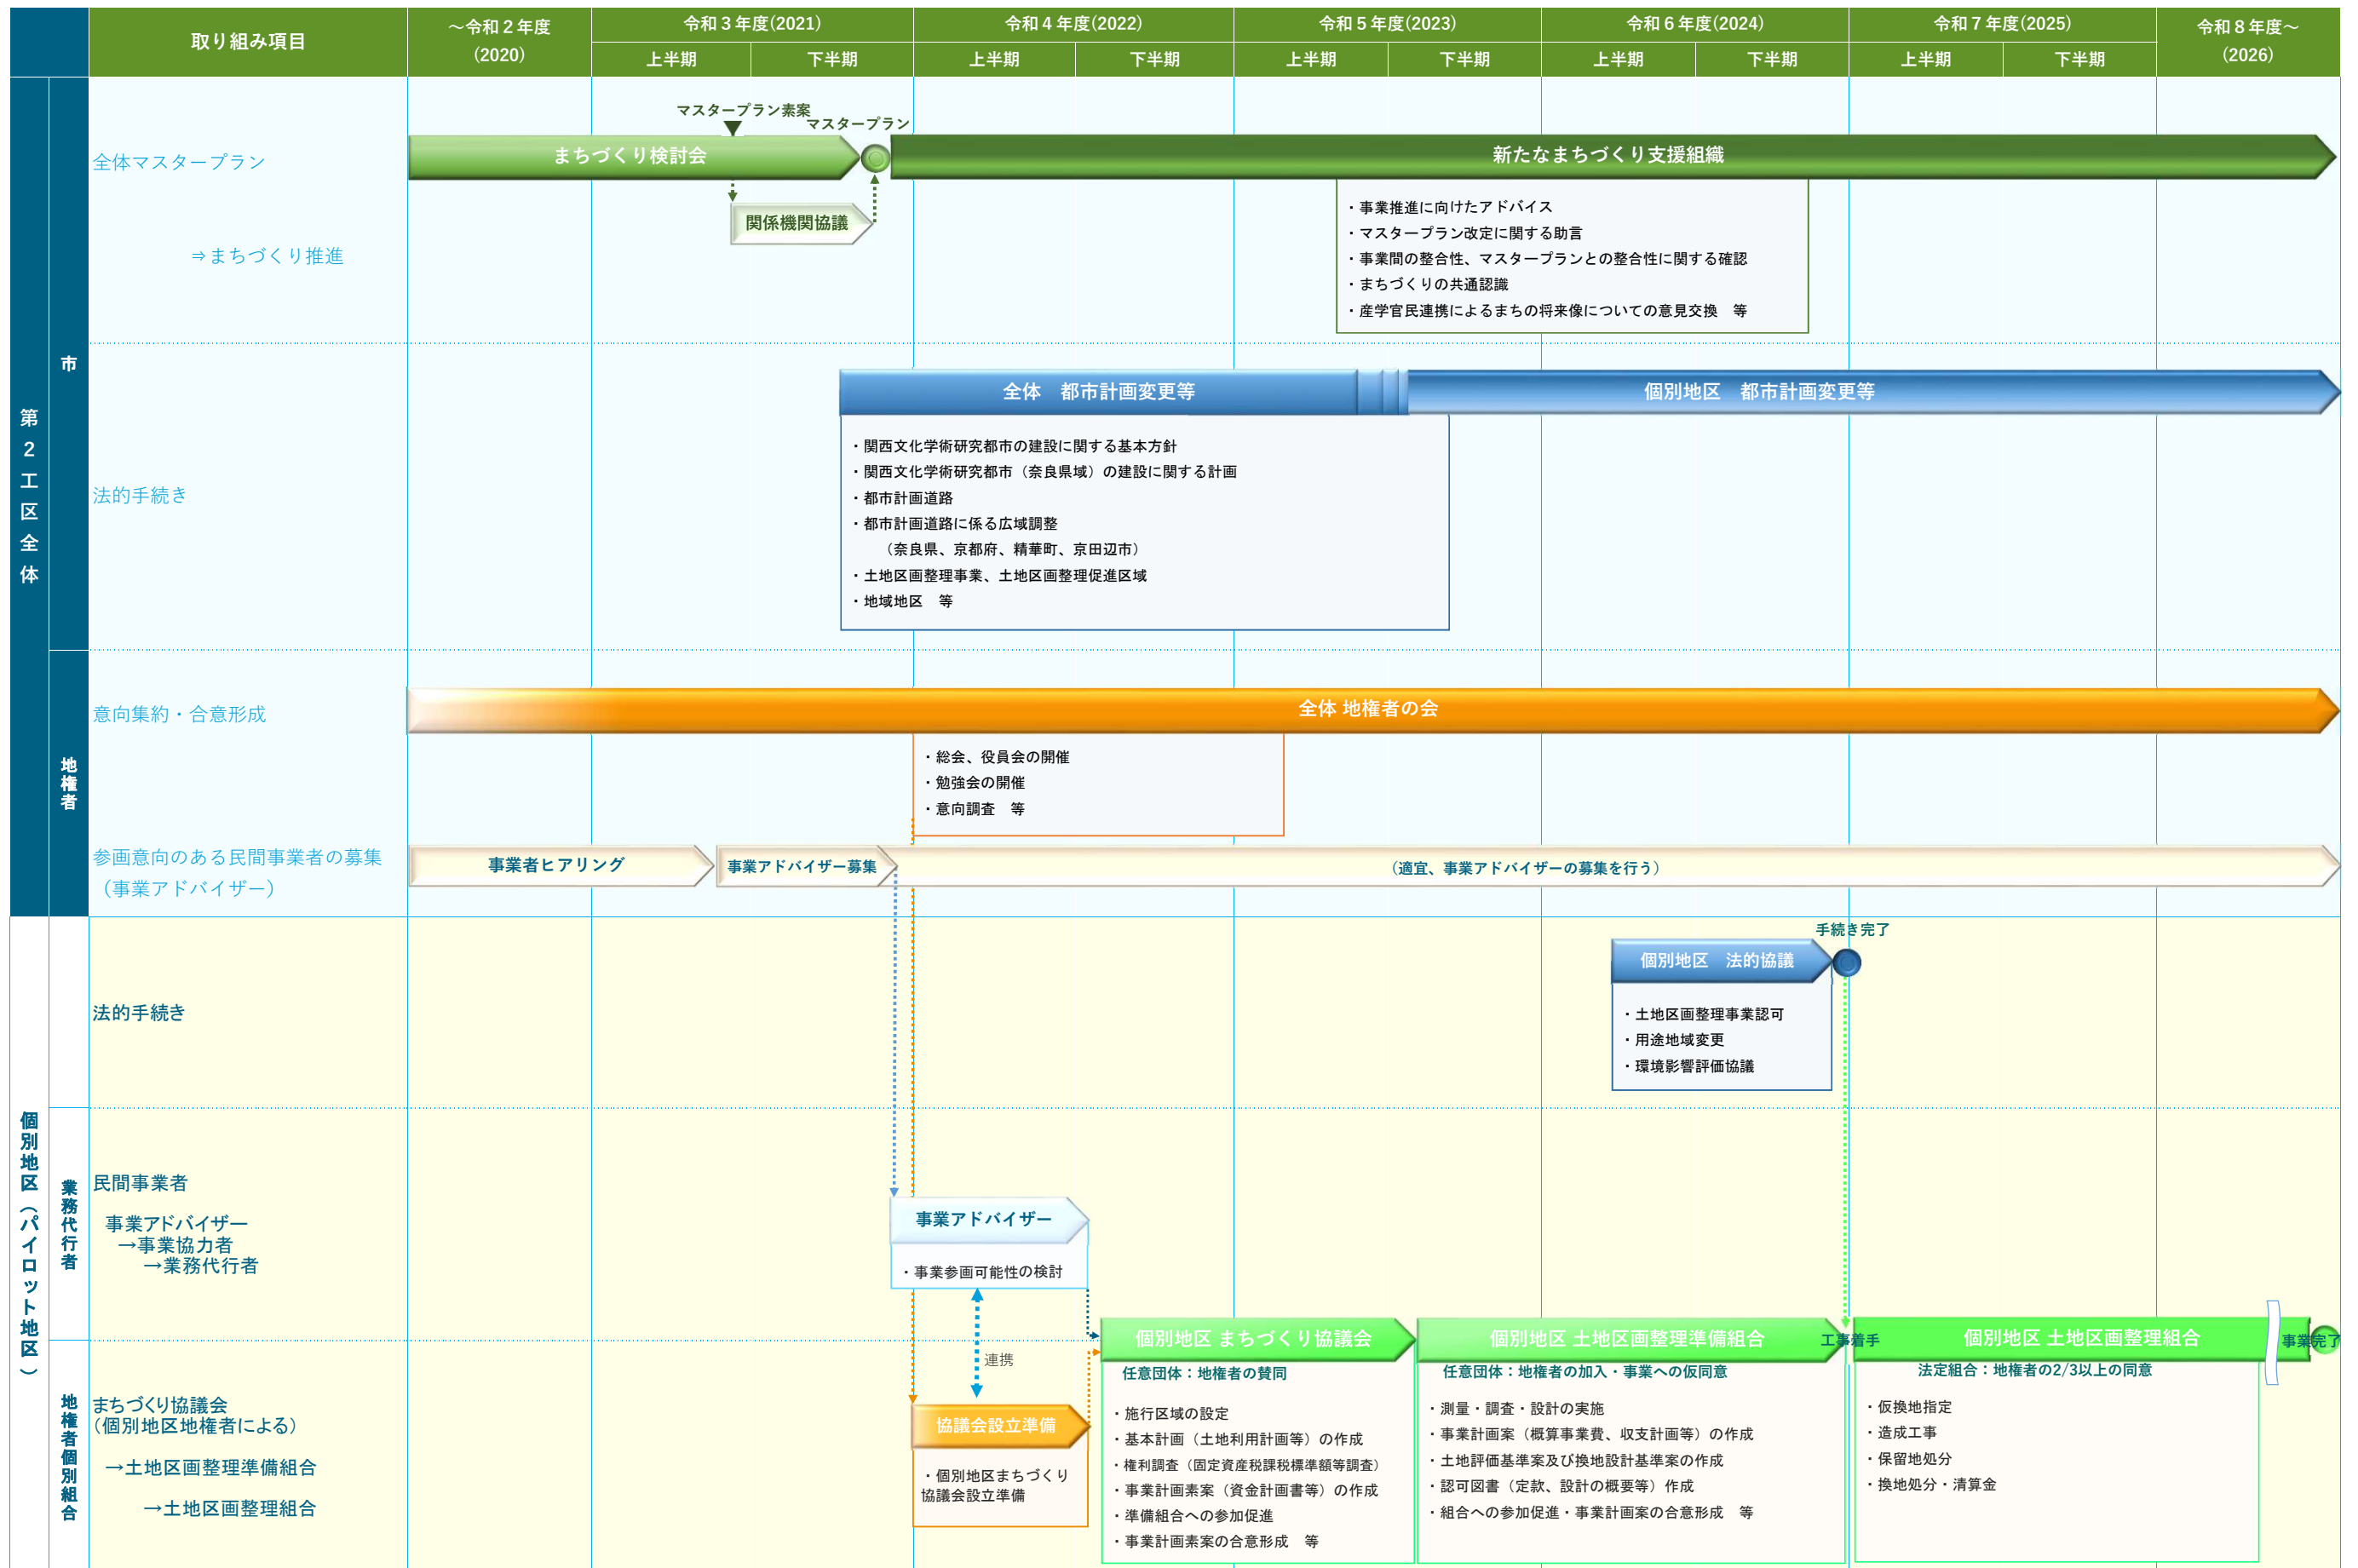 取り組み項目
～令和２年度
(2020)
令和３年度(2021)
令和４年度(2022)
令和５年度(2023)
令和６年度(2024)
令和７年度(2025)
令和８年度～
(2026)
上半期
下半期
上半期
下半期
上半期
下半期
上半期
下半期
上半期
下半期
第２工区全体
市
全体マスタープラン
⇒まちづくり推進
マスタープラン素案
マスタープラン
まちづくり検討会
新たなまちづくり支援組織
関係機関協議
・事業推進に向けたアドバイス
・マスタープラン改定に関する助言
・事業間の整合性、マスタープランとの整合性に関する確認
・まちづくりの共通認識
・産学官民連携によるまちの将来像についての意見交換　等
法的手続き
全体　都市計画変更等
個別地区　都市計画変更等
・関西文化学術研究都市の建設に関する基本方針
・関西文化学術研究都市（奈良県域）の建設に関する計画
・都市計画道路
・都市計画道路に係る広域調整
（奈良県、京都府、精華町、京田辺市）
・土地区画整理事業、土地区画整理促進区域
・地域地区　等
地権者
意向集約・合意形成
全体 地権者の会
・総会、役員会の開催
・勉強会の開催
・意向調査　等
参画意向のある民間事業者の募集
（事業アドバイザー）
事業者ヒアリング
事業アドバイザー募集
（適宜、事業アドバイザーの募集を行う）
個別地区（パイロット地区）
法的手続き
手続き完了
個別地区　法的協議
・土地区画整理事業認可
・用途地域変更
・環境影響評価協議
業務代行者
民間事業者
事業アドバイザー
→事業協力者
→業務代行者
事業アドバイザー
・事業参画可能性の検討
連携
個別地区 まちづくり協議会
個別地区 土地区画整理準備組合
工事着手
個別地区 土地区画整理組合
事業完了
地権者個別組合
まちづくり協議会
（個別地区地権者による）
→土地区画整理準備組合
→土地区画整理組合
協議会設立準備
・個別地区まちづくり
協議会設立準備
任意団体：地権者の賛同
・施行区域の設定
・基本計画（土地利用計画等）の作成
・権利調査（固定資産税課税標準額等調査）
・事業計画素案（資金計画書等）の作成
・準備組合への参加促進
・事業計画素案の合意形成　等
任意団体：地権者の加入・事業への仮同意
・測量・調査・設計の実施
・事業計画案（概算事業費、収支計画等）の作成
・土地評価基準案及び換地設計基準案の作成
・認可図書（定款、設計の概要等）作成
・組合への参加促進・事業計画案の合意形成　等
法定組合：地権者の2/3以上の同意
・仮換地指定
・造成工事
・保留地処分
・換地処分・清算金